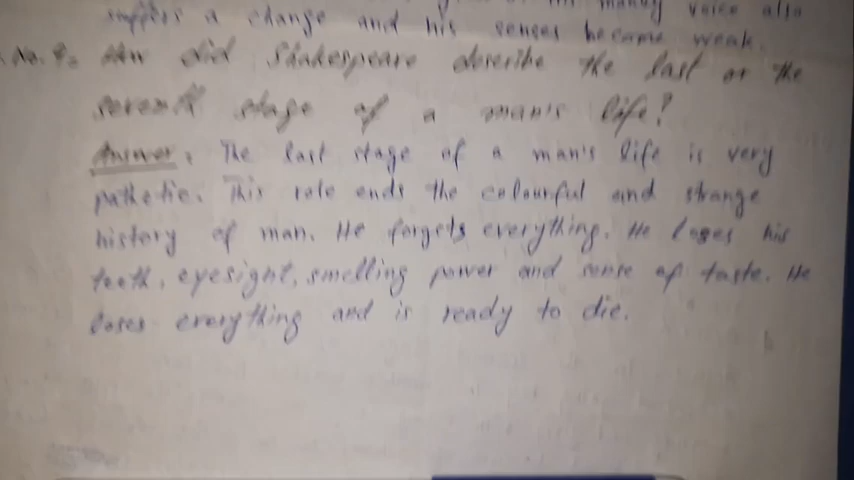 suffers a change and his senses become weak.
No. 7. How did Shakespeare describe the last or the
seventh stage of a man's life?
Answer. The last stage of a man's life is very
pathetic. This role ends the colourful and strange
history of man. He forgets everything. He loses his
teeth, eyesight, smelling power and sense of taste. He
loses everything and is ready to die.